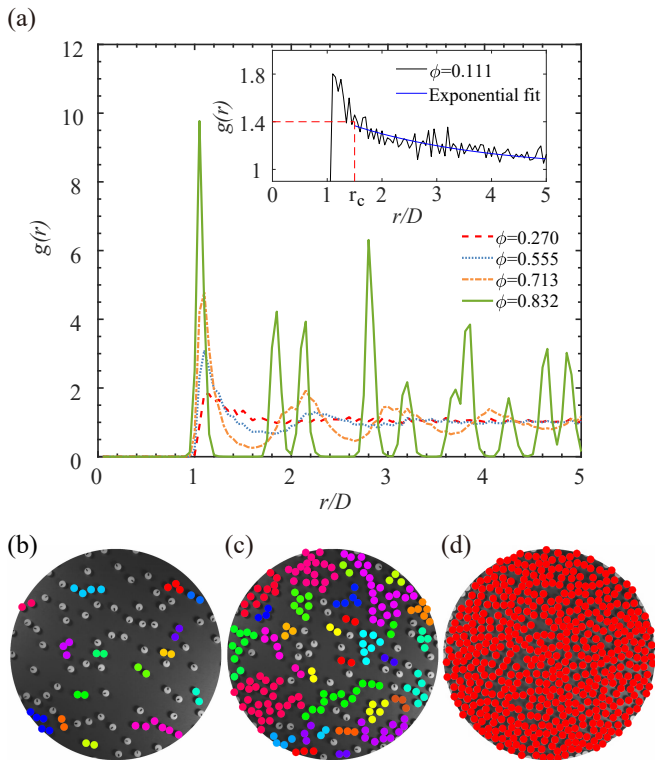 (a)
12
10
8
6
4
2
0
g(r)
0
1
2
3
4
5
r/D
1.8
1.4
1
g(r)
0
1
r_c
2
3
4
5
r/D
ϕ=0.111
Exponential fit
ϕ=0.270
ϕ=0.555
ϕ=0.713
ϕ=0.832
(b)
(c)
(d)